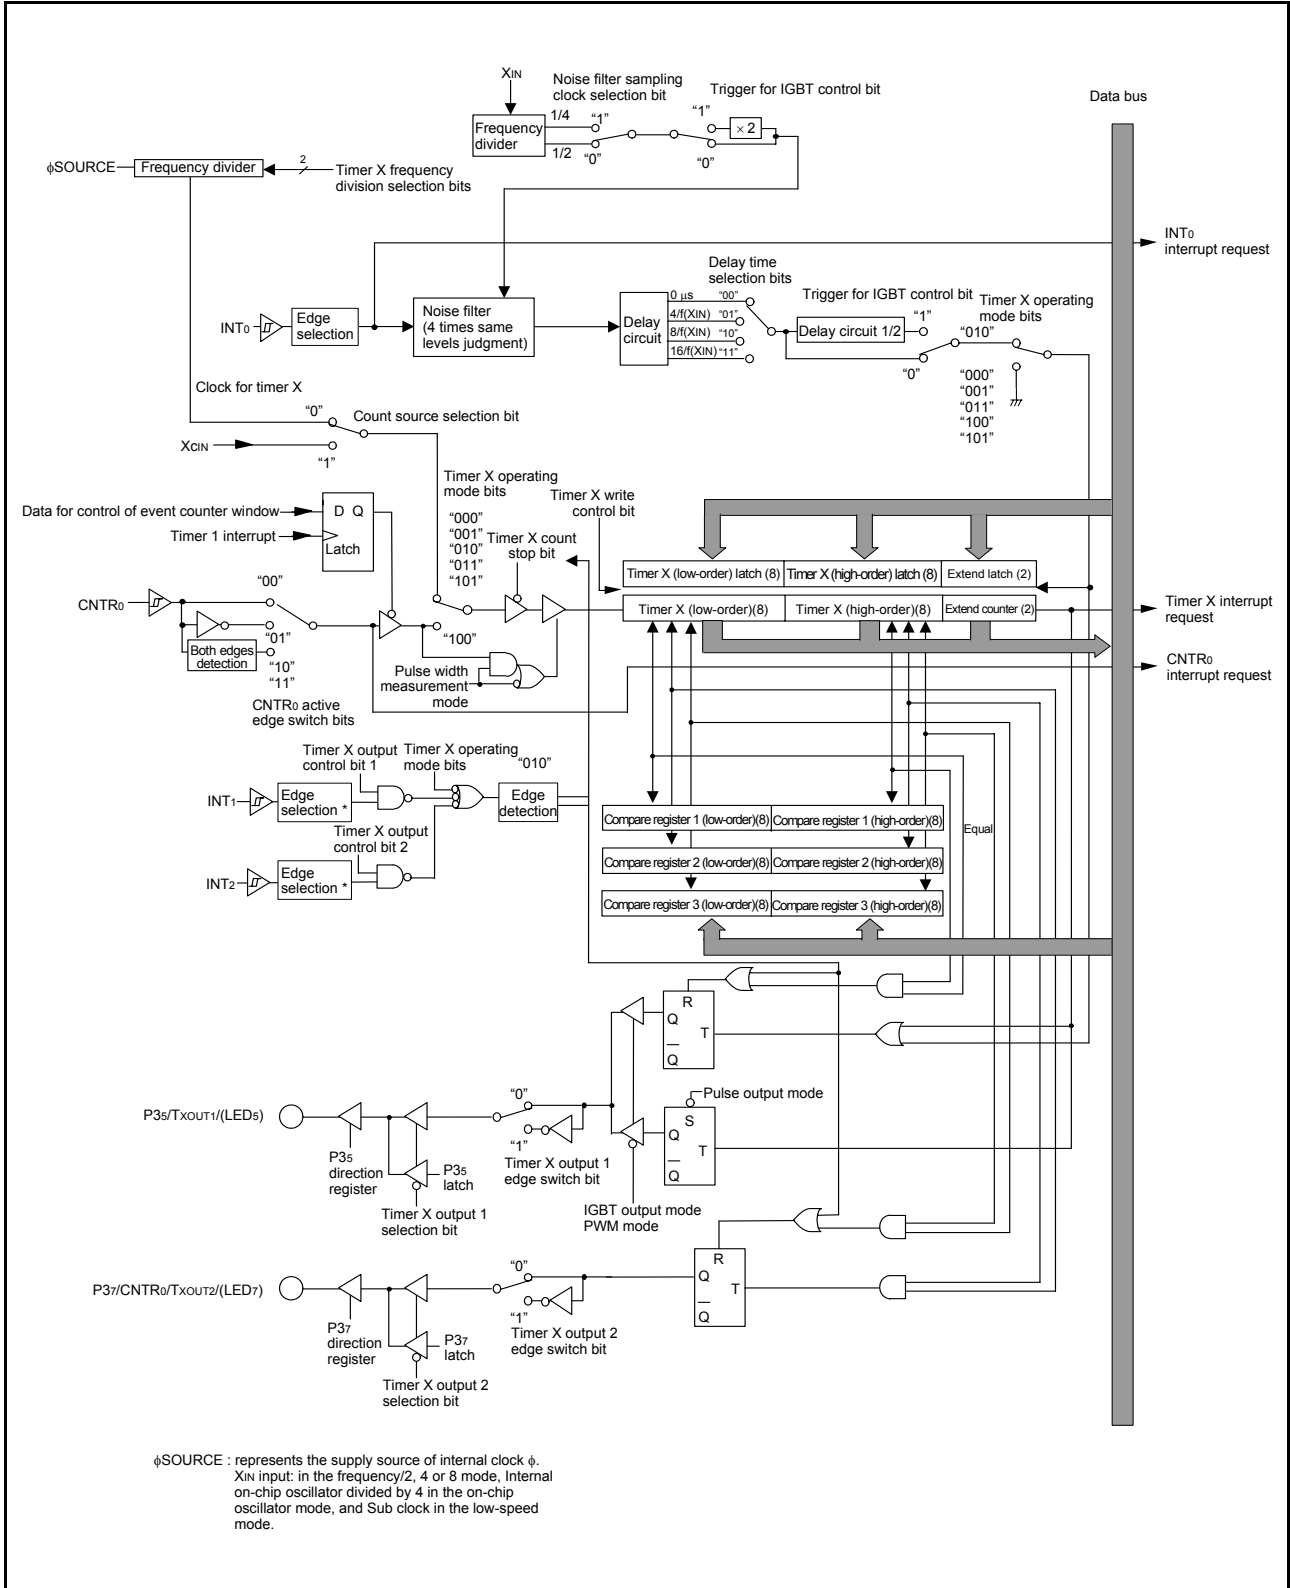 XIN
Noise filter sampling
clock selection bit
Trigger for IGBT control bit
Data bus
1/4
"1"
"1"
Frequency
divider
× 2
1/2
"0"
"0"
ϕSOURCE
Frequency divider
2
Timer X frequency
division selection bits
INT0
interrupt request
Delay time
selection bits
Trigger for IGBT control bit
Timer X operating
mode bits
INT0
Edge
selection
Noise filter
(4 times same
levels judgment)
Delay
circuit
0 μs
"00"
4/f(XIN)
"01"
8/f(XIN)
"10"
16/f(XIN)
"11"
Delay circuit 1/2
"1"
"010"
"0"
"000"
"001"
"011"
"100"
"101"
Clock for timer X
"0"
Count source selection bit
XCIN
"1"
Timer X operating
mode bits
Timer X write
control bit
Data for control of event counter window
D Q
Timer 1 interrupt
Latch
"000"
"001"
"010"
"011"
"101"
Timer X count
stop bit
Timer X (low-order) latch (8)
Timer X (high-order) latch (8)
Extend latch (2)
CNTR0
"00"
Timer X (low-order)(8)
Timer X (high-order)(8)
Extend counter (2)
Timer X interrupt
request
"01"
"100"
Both edges
detection
"10"
"11"
Pulse width
measurement
mode
CNTR0
interrupt request
CNTR0 active
edge switch bits
Timer X output
control bit 1
Timer X operating
mode bits
"010"
INT1
Edge
selection *
Edge
detection
Compare register 1 (low-order)(8)
Compare register 1 (high-order)(8)
Equal
Timer X output
control bit 2
Compare register 2 (low-order)(8)
Compare register 2 (high-order)(8)
INT2
Edge
selection *
Compare register 3 (low-order)(8)
Compare register 3 (high-order)(8)
R
Q
T
Q
Pulse output mode
P35/TXOUT1/(LED5)
"0"
S
Q
T
Q
"1"
Timer X output 1
edge switch bit
P35
direction
register
P35
latch
Timer X output 1
selection bit
IGBT output mode
PWM mode
P37/CNTR0/TXOUT2/(LED7)
"0"
R
Q
T
Q
"1"
Timer X output 2
edge switch bit
P37
direction
register
P37
latch
Timer X output 2
selection bit
ϕSOURCE : represents the supply source of internal clock ϕ.
XIN input: in the frequency/2, 4 or 8 mode, Internal
on-chip oscillator divided by 4 in the on-chip
oscillator mode, and Sub clock in the low-speed
mode.